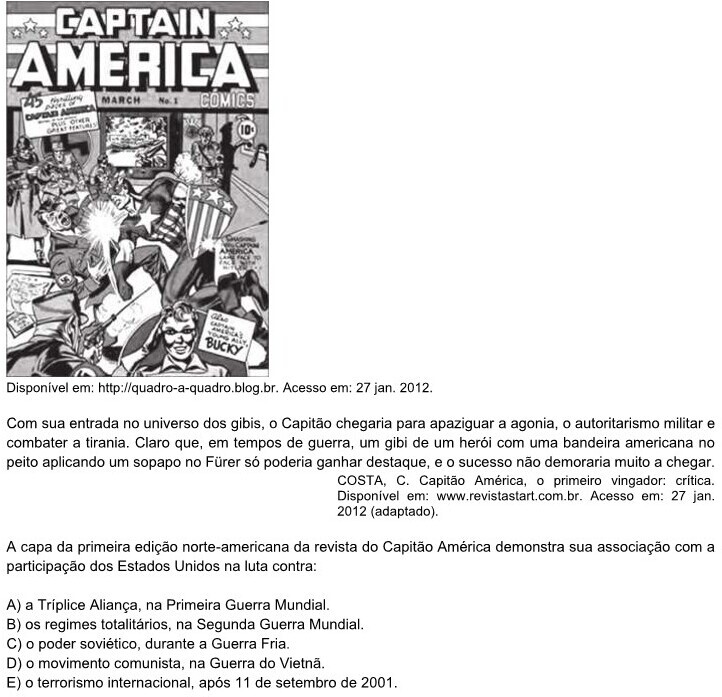 CAPTAIN
AMERICA
45 THRILLING
PAGES OF
CAPTAIN AMERICA
PLUS OTHER
GREAT FEATURES
MARCH No. 1
COMICS
10¢
SMASHING
CAPTAIN
AMERICA
FACE TO
FACE WITH
HITLER
Also
CAPTAIN
AMERICA'S
YOUNG ALLY,
BUCKY
Disponível em: http://quadro-a-quadro.blog.br. Acesso em: 27 jan. 2012.
Com sua entrada no universo dos gibis, o Capitão chegaria para apaziguar a agonia, o autoritarismo militar e
combater a tirania. Claro que, em tempos de guerra, um gibi de um herói com uma bandeira americana no
peito aplicando um sopapo no Fürer só poderia ganhar destaque, e o sucesso não demoraria muito a chegar.
COSTA, C. Capitão América, o primeiro vingador: crítica.
Disponível em: www.revistastart.com.br. Acesso em: 27 jan.
2012 (adaptado).
A capa da primeira edição norte-americana da revista do Capitão América demonstra sua associação com a
participação dos Estados Unidos na luta contra:
A) a Tríplice Aliança, na Primeira Guerra Mundial.
B) os regimes totalitários, na Segunda Guerra Mundial.
C) o poder soviético, durante a Guerra Fria.
D) o movimento comunista, na Guerra do Vietnã.
E) o terrorismo internacional, após 11 de setembro de 2001.